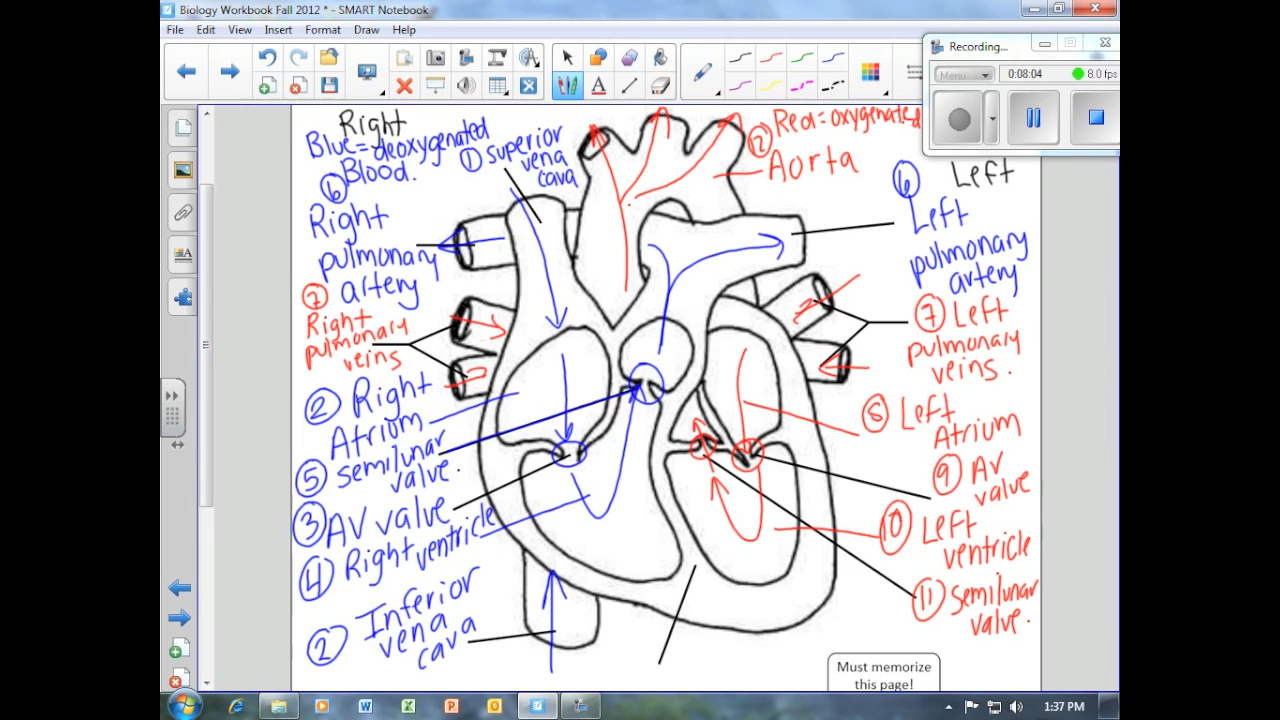 Biology Workbook Fall 2012 * - SMART Notebook
File Edit View Insert Format Draw Help
Recording...
Menu
0:08:04
8.0 fps
Right
Blue = deoxygenated
Blood.
① superior
vena
cava
Red = oxygenated
⑫
Aorta
Left
⑥
Right
pulmonary
artery
⑦
Right
pulmonary
veins
② Right
Atrium
⑤ semilunar
valve.
③ AV valve
④ Right ventricle
② Inferior
vena
cava
⑥
Left
pulmonary
artery
⑦ Left
pulmonary
veins.
⑧ Left
Atrium
⑨ AV
valve
⑩ Left
ventricle
⑪ Semilunar
valve.
Must memorize
this page!
1:37 PM